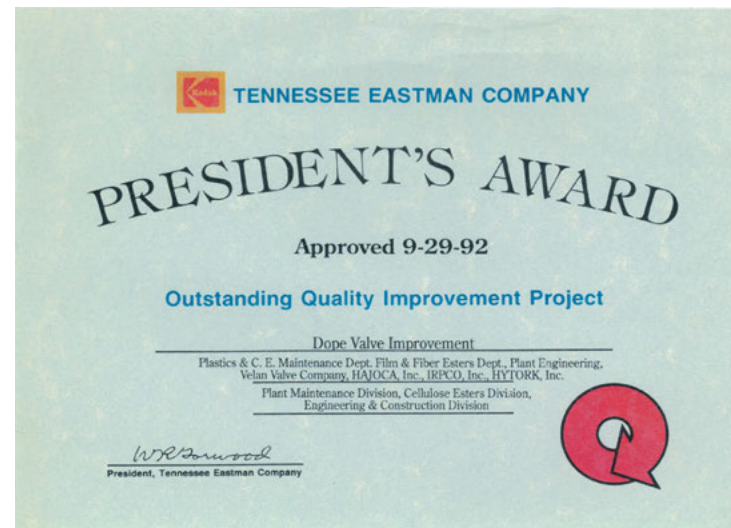 Kodak
TENNESSEE EASTMAN COMPANY
PRESIDENT'S AWARD
Approved 9-29-92
Outstanding Quality Improvement Project
Dope Valve Improvement
Plastics & C. E. Maintenance Dept. Film & Fiber Esters Dept., Plant Engineering,
Velan Valve Company, HAJOCA, Inc., IRPCO, Inc., HYTORK, Inc.
Plant Maintenance Division, Cellulose Esters Division,
Engineering & Construction Division
President, Tennessee Eastman Company
Q